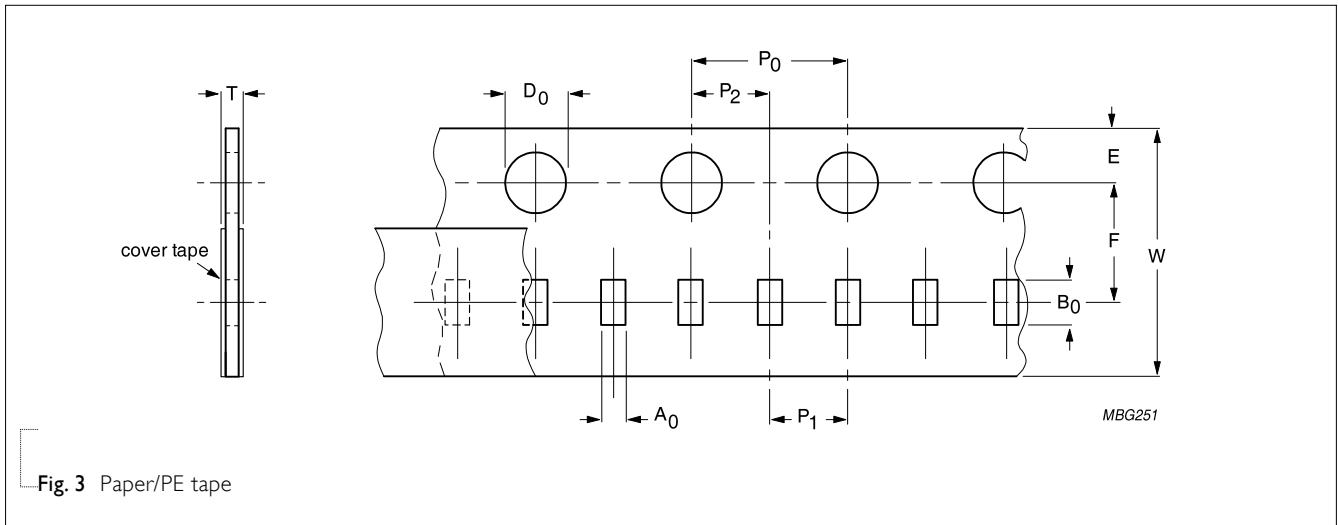 P0
T
D0
P2
E
cover tape
F
W
B0
A0
P1
MBG251
Fig. 3 Paper/PE tape